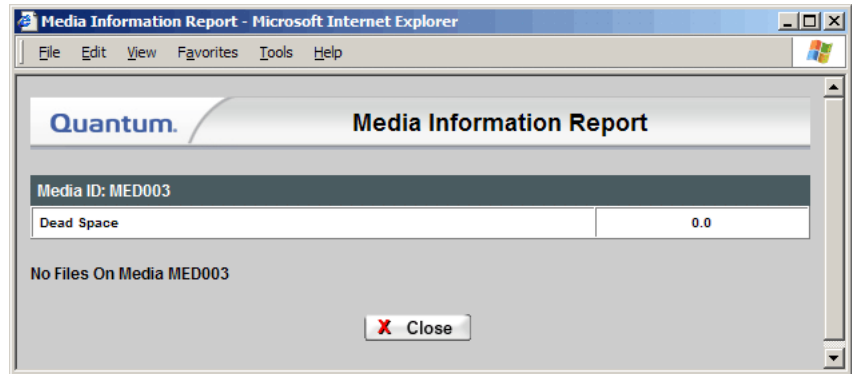 Media Information Report - Microsoft Internet Explorer
File Edit View Favorites Tools Help
Quantum. Media Information Report
Media ID: MED003
Dead Space 0.0
No Files On Media MED003
X Close